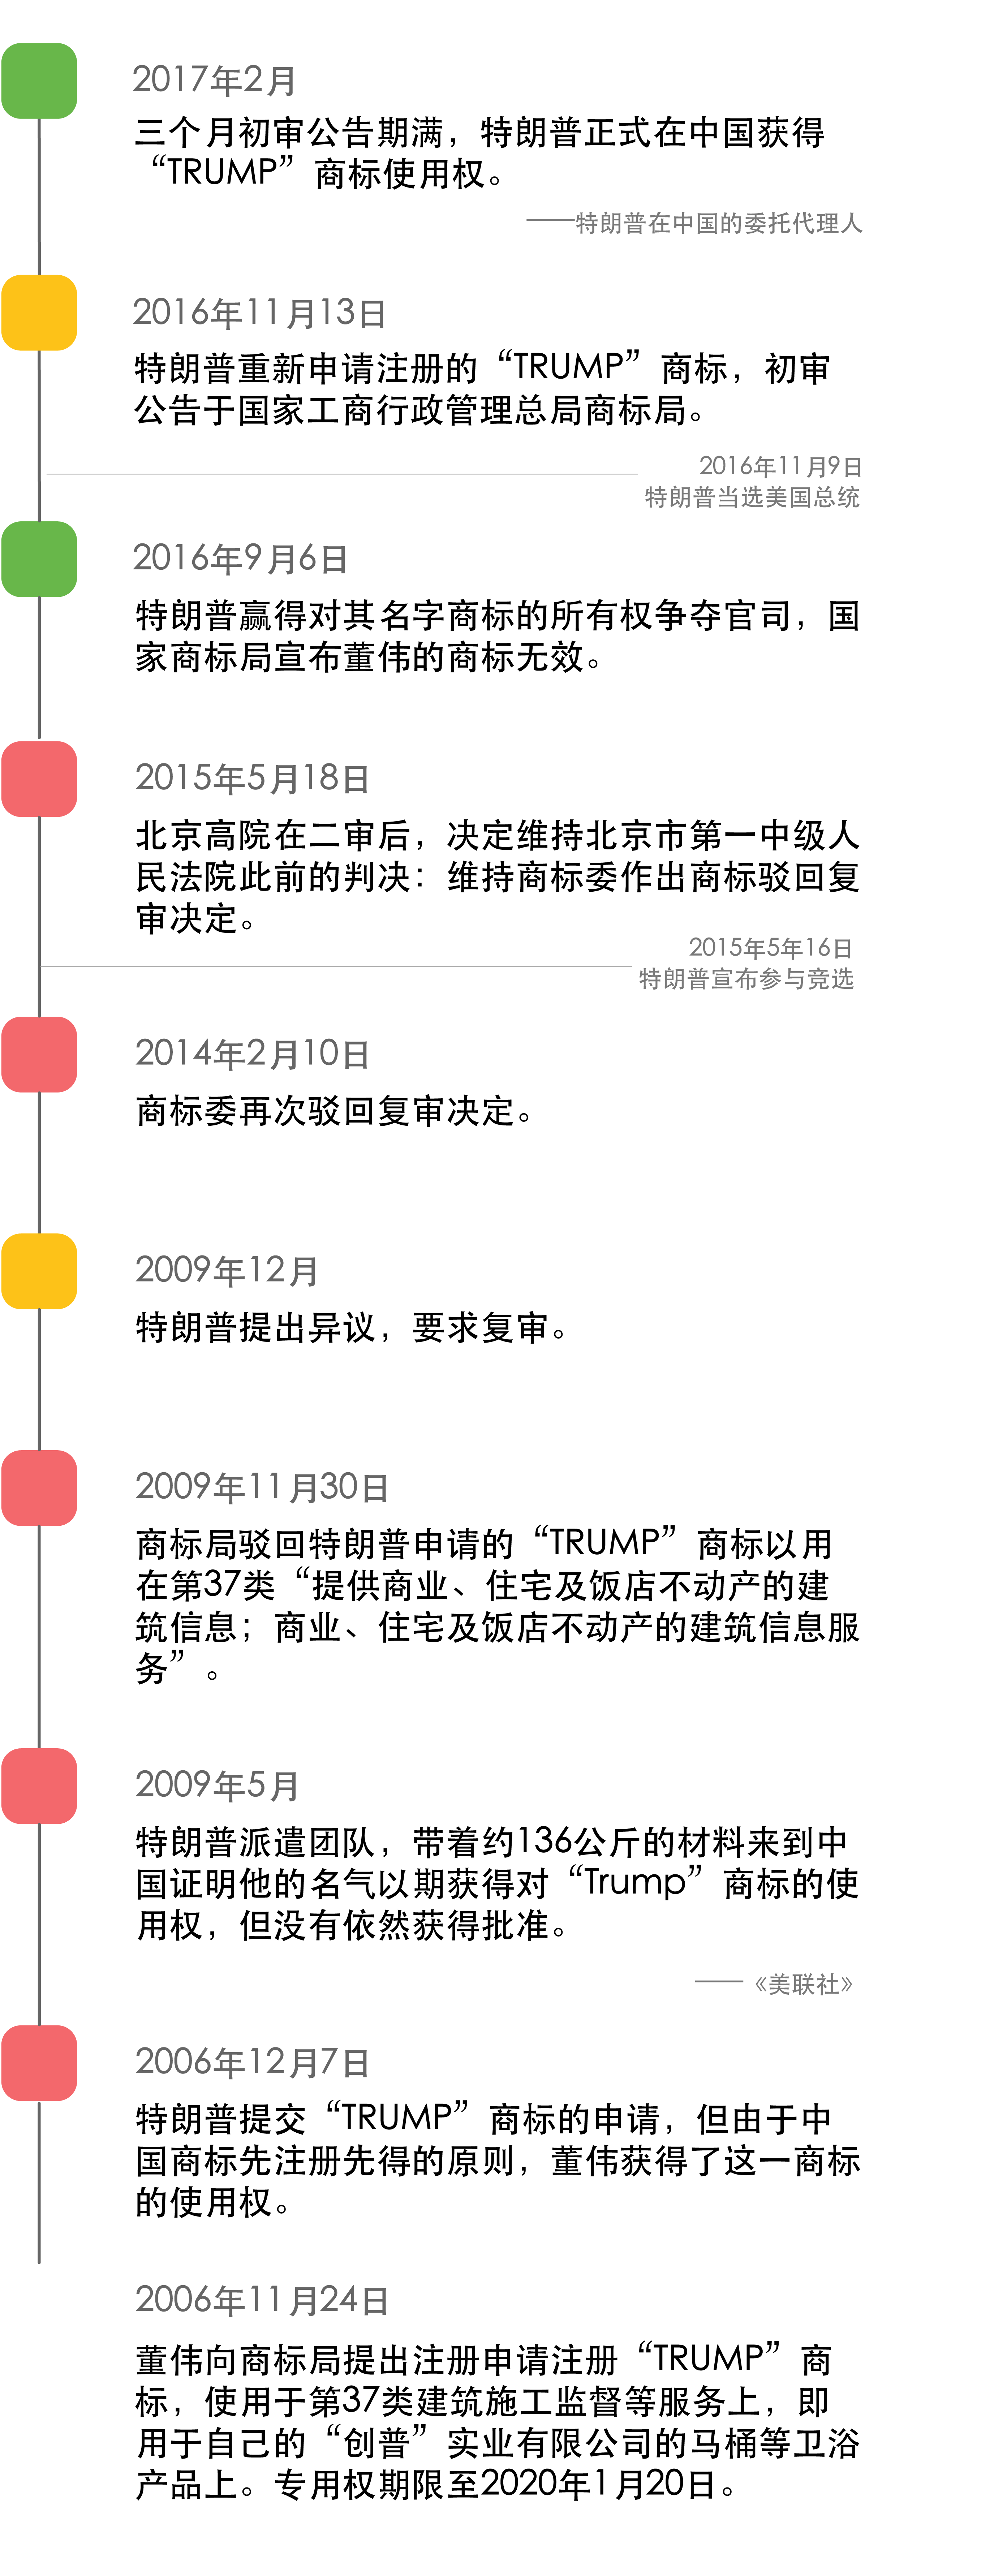 2017年2月
三个月初审公告期满，特朗普正式在中国获得
“TRUMP”商标使用权。
——特朗普在中国的委托代理人
2016年11月13日
特朗普重新申请注册的“TRUMP”商标，初审
公告于国家工商行政管理总局商标局。
2016年11月9日
特朗普当选美国总统
2016年9月6日
特朗普赢得对其名字商标的所有权争夺官司，国
家商标局宣布董伟的商标无效。
2015年5月18日
北京高院在二审后，决定维持北京市第一中级人
民法院此前的判决：维持商标委作出商标驳回复
审决定。
2015年5年16日
特朗普宣布参与竞选
2014年2月10日
商标委再次驳回复审决定。
2009年12月
特朗普提出异议，要求复审。
2009年11月30日
商标局驳回特朗普申请的“TRUMP”商标以用
在第37类“提供商业、住宅及饭店不动产的建
筑信息；商业、住宅及饭店不动产的建筑信息服
务”。
2009年5月
特朗普派遣团队，带着约136公斤的材料来到中
国证明他的名气以期获得对“Trump”商标的使
用权，但没有依然获得批准。
——《美联社》
2006年12月7日
特朗普提交“TRUMP”商标的申请，但由于中
国商标先注册先得的原则，董伟获得了这一商标
的使用权。
2006年11月24日
董伟向商标局提出注册申请注册“TRUMP”商
标，使用于第37类建筑施工监督等服务上，即
用于自己的“创普”实业有限公司的马桶等卫浴
产品上。专用权期限至2020年1月20日。